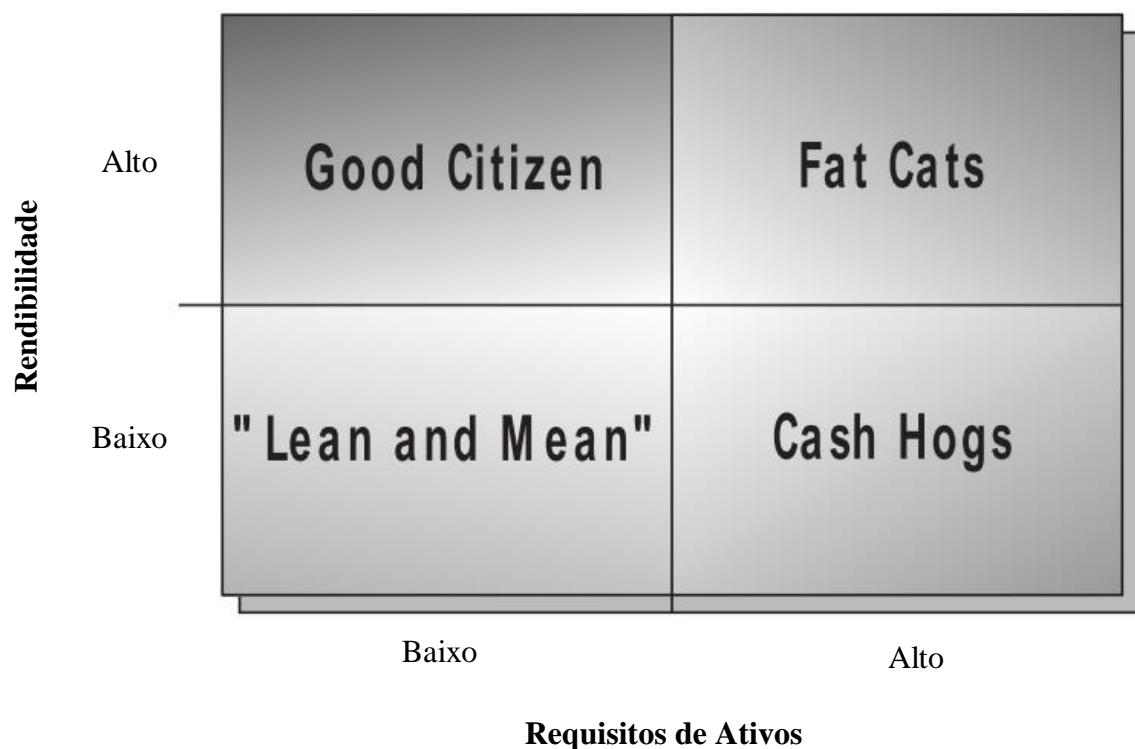 Rendibilidade
Alto
Good Citizen
Fat Cats
Baixo
"Lean and Mean"
Cash Hogs
Baixo
Alto
Requisitos de Ativos